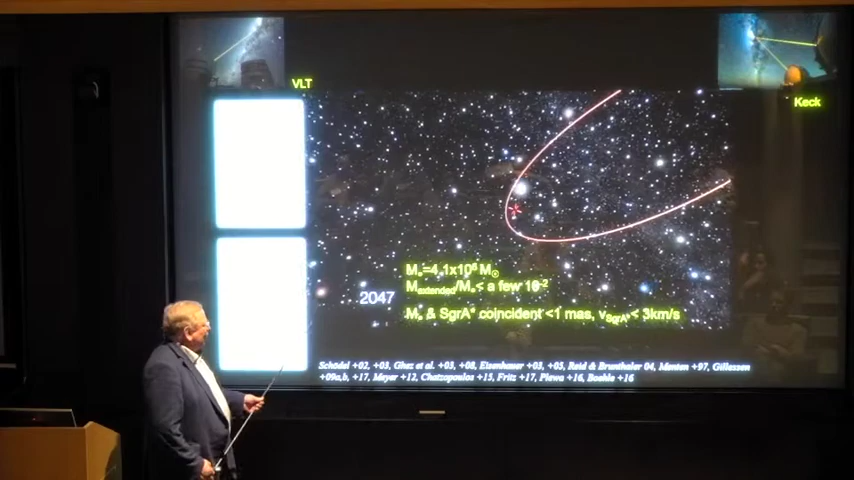 VLT
Keck
M•=4.1x10⁶ M☉
M extended/M•≤ a few 10⁻²
2047
M• & SgrA* coincident <1 mas, v SgrA*< 3km/s
Schödel +02, +03, Ghez et al. +03, +08, Eisenhauer +03, +05, Reid & Brunthaler 04, Menten +97, Gillessen
+09a,b, +17, Meyer +12, Chatzopoulos +15, Fritz +17, Plewa +16, Boehle +16